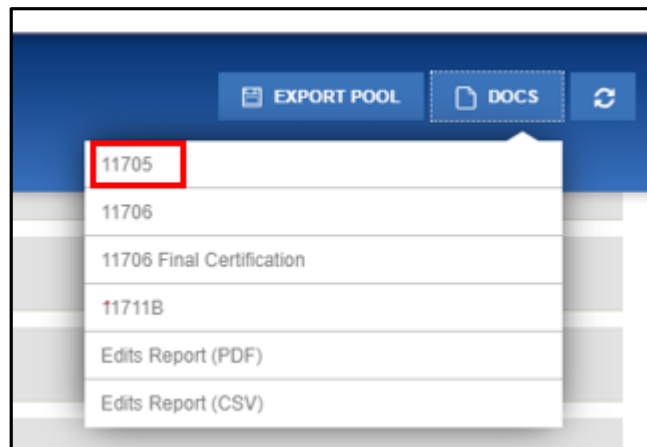 EXPORT POOL DOCS
11705
11706
11706 Final Certification
11711B
Edits Report (PDF)
Edits Report (CSV)